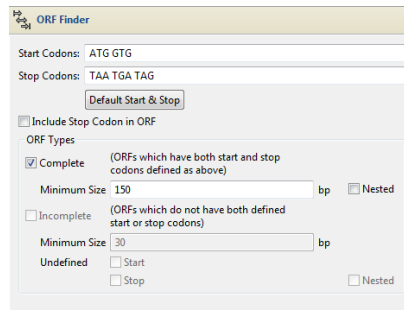 ORF Finder
Start Codons: ATG GTG
Stop Codons: TAA TGA TAG
Default Start & Stop
Include Stop Codon in ORF
ORF Types
Complete (ORFs which have both start and stop
codons defined as above)
Minimum Size 150 bp Nested
Incomplete (ORFs which do not have both defined
start or stop codons)
Minimum Size 30 bp
Undefined Start
Stop Nested